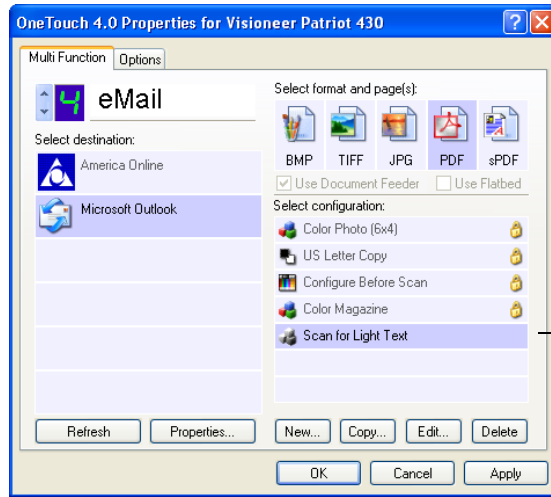 OneTouch 4.0 Properties for Visioneer Patriot 430
Multi Function Options
4 eMail
Select destination:
America Online
Microsoft Outlook
Refresh Properties...
Select format and page(s):
BMP TIFF JPG PDF sPDF
Use Document Feeder Use Flatbed
Select configuration:
Color Photo (6x4)
US Letter Copy
Configure Before Scan
Color Magazine
Scan for Light Text
New... Copy... Edit... Delete
OK Cancel Apply